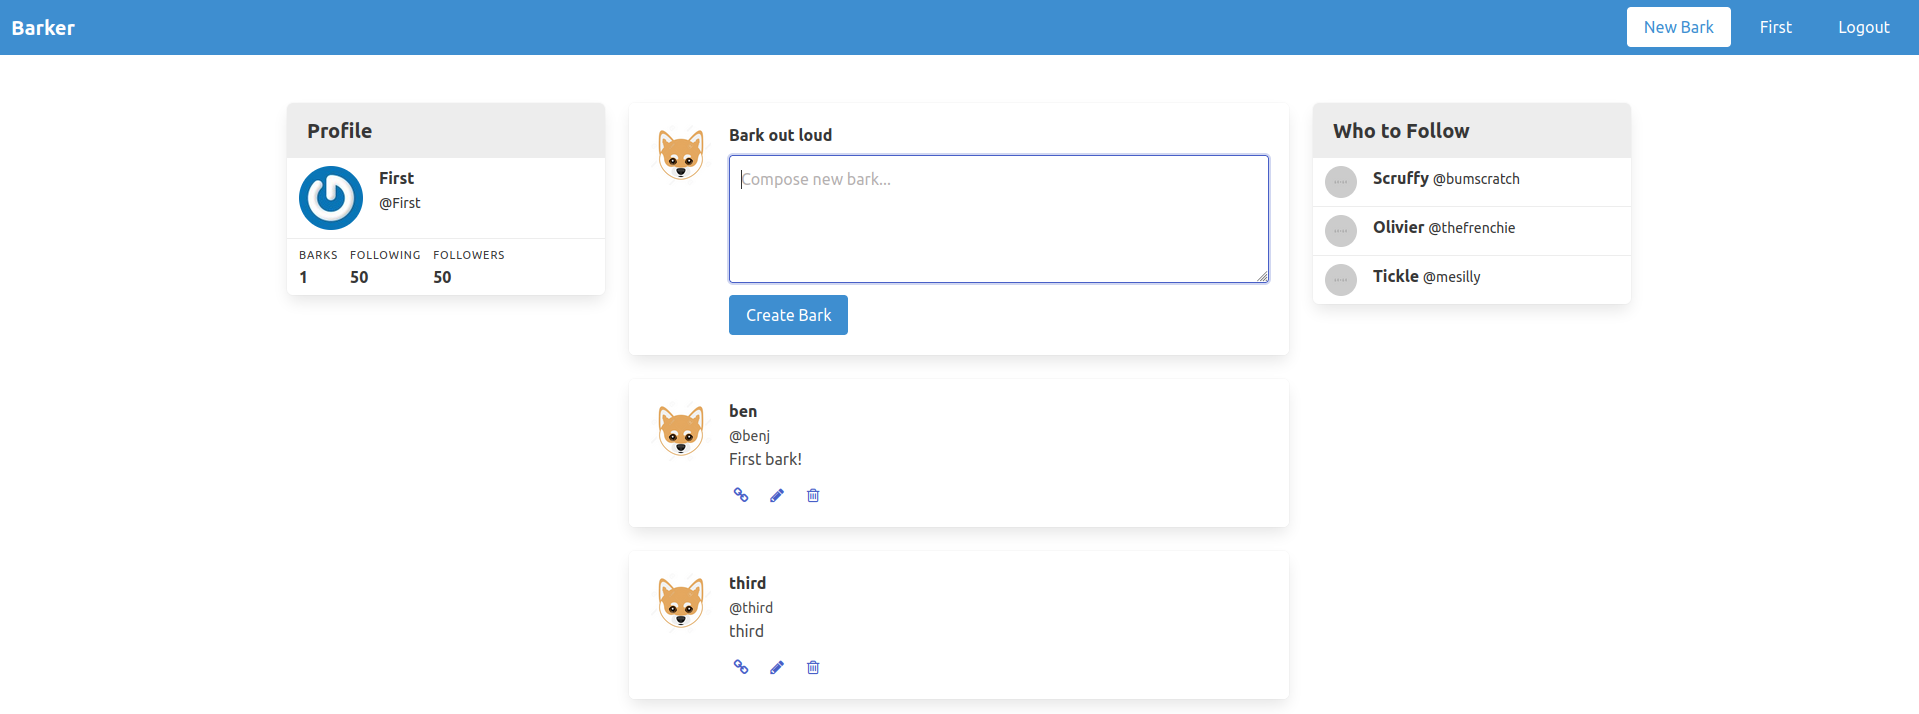 Barker
New Bark First Logout
Profile
First
@First
BARKS FOLLOWING FOLLOWERS
1 50 50
Bark out loud
Compose new bark...
Create Bark
ben
@benj
First bark!
third
@third
third
Who to Follow
Scruffy @bumscratch
Olivier @thefrenchie
Tickle @mesilly